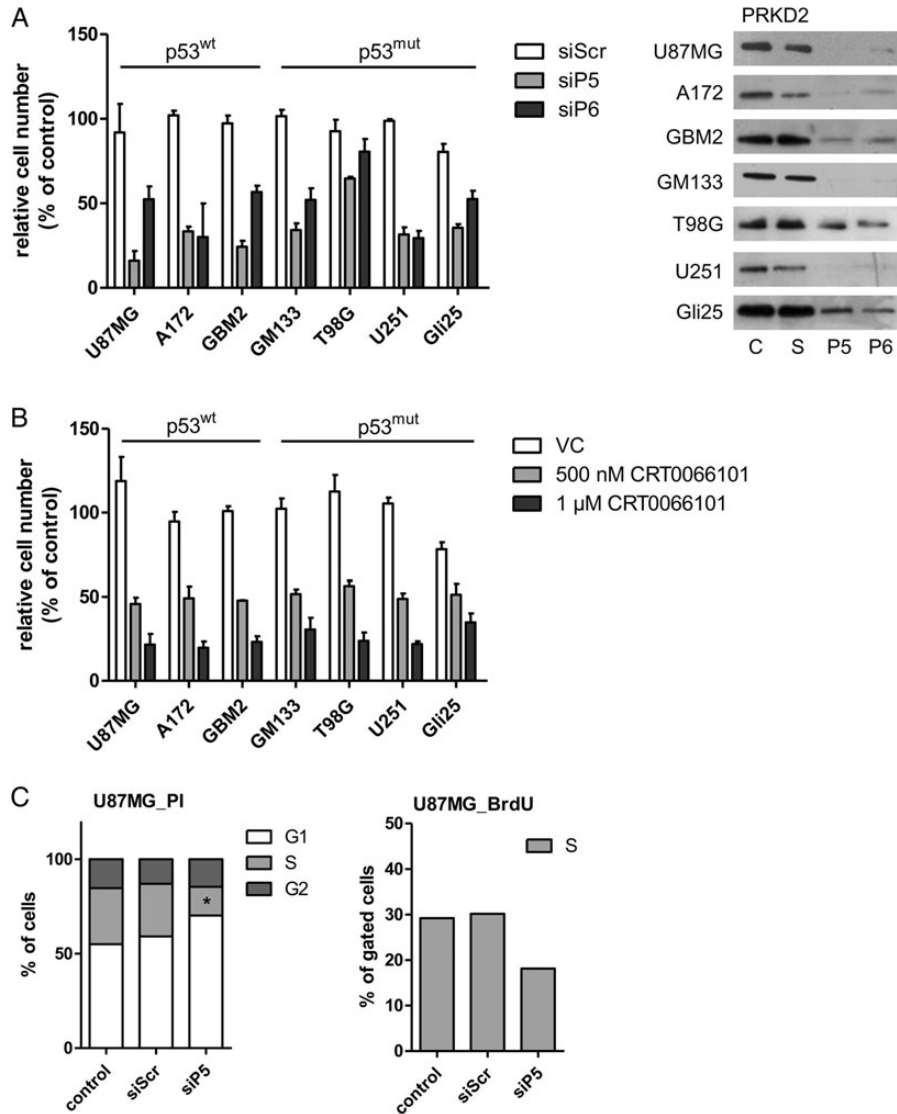 A
PRKD2
p53wt
p53mut
150
100
50
0
relative cell number
(% of control)
siScr
siP5
siP6
U87MG
A172
GBM2
GM133
T98G
U251
Gli25
U87MG
A172
GBM2
GM133
T98G
U251
Gli25
C S P5 P6
B
p53wt
p53mut
150
100
50
0
relative cell number
(% of control)
VC
500 nM CRT0066101
1 µM CRT0066101
U87MG
A172
GBM2
GM133
T98G
U251
Gli25
C
U87MG_PI
100
50
0
% of cells
*
G1
S
G2
control
siScr
siP5
U87MG_BrdU
50
40
30
20
10
0
% of gated cells
S
control
siScr
siP5